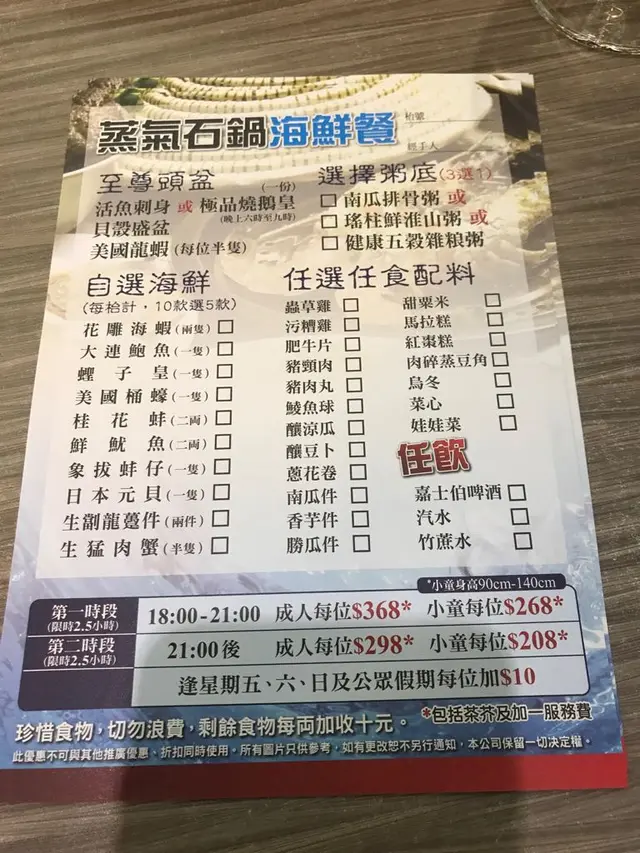 蒸氣石鍋海鮮餐
枱號
經手人
至尊頭盆 (一份)
活魚刺身 或 極品燒鵝皇
(晚上六時至九時)
貝殼盛盆
美國龍蝦 (每位半隻)
選擇粥底(3選1)
南瓜排骨粥 或
瑤柱鮮淮山粥 或
健康五穀雜粮粥
自選海鮮
(每枱計，10款選5款)
花雕海蝦(兩隻)
大連鮑魚(一隻)
蟶子皇(一隻)
美國桶蠔(一隻)
桂花蚌(二両)
鮮魷魚(二両)
象拔蚌仔(一隻)
日本元貝(一隻)
生劏龍躉件(兩件)
生猛肉蟹(半隻)
任選任食配料
蟲草雞
污糟雞
肥牛片
豬頸肉
豬肉丸
鯪魚球
釀涼瓜
釀豆卜
蔥花卷
南瓜件
香芋件
勝瓜件
甜粟米
馬拉糕
紅棗糕
肉碎蒸豆角
烏冬
菜心
娃娃菜
任飲
嘉士伯啤酒
汽水
竹蔗水
*小童身高90cm-140cm
第一時段
(限時2.5小時)
18:00-21:00 成人每位$368* 小童每位$268*
第二時段
(限時2.5小時)
21:00後 成人每位$298* 小童每位$208*
逢星期五、六、日及公眾假期每位加$10
珍惜食物，切勿浪費，剩餘食物每両加收十元。
*包括茶芥及加一服務費
此優惠不可與其他推廣優惠、折扣同時使用。所有圖片只供參考，如有更改恕不另行通知，本公司保留一切決定權。